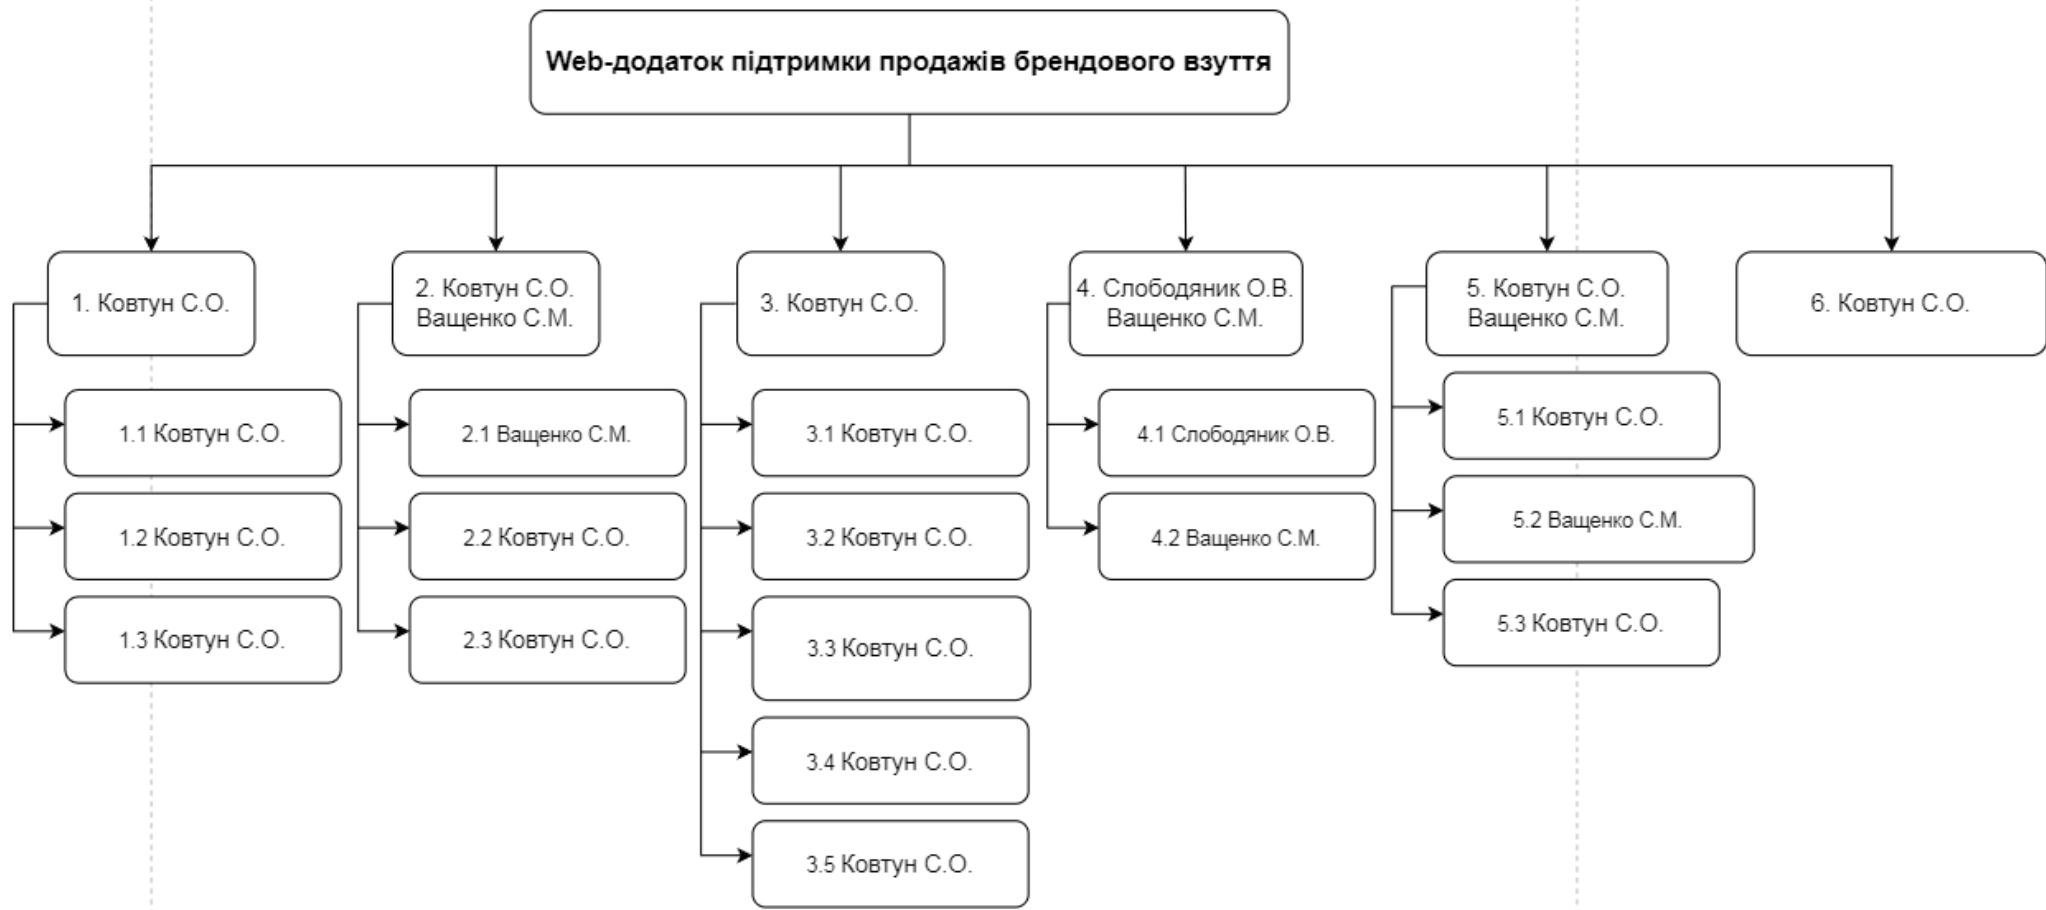 Web-додаток підтримки продажів брендового взуття
1. Ковтун С.О.
2. Ковтун С.О.
Ващенко С.М.
3. Ковтун С.О.
4. Слободяник О.В.
Ващенко С.М.
5. Ковтун С.О.
Ващенко С.М.
6. Ковтун С.О.
1.1 Ковтун С.О.
1.2 Ковтун С.О.
1.3 Ковтун С.О.
2.1 Ващенко С.М.
2.2 Ковтун С.О.
2.3 Ковтун С.О.
3.1 Ковтун С.О.
3.2 Ковтун С.О.
3.3 Ковтун С.О.
3.4 Ковтун С.О.
3.5 Ковтун С.О.
4.1 Слободяник О.В.
4.2 Ващенко С.М.
5.1 Ковтун С.О.
5.2 Ващенко С.М.
5.3 Ковтун С.О.